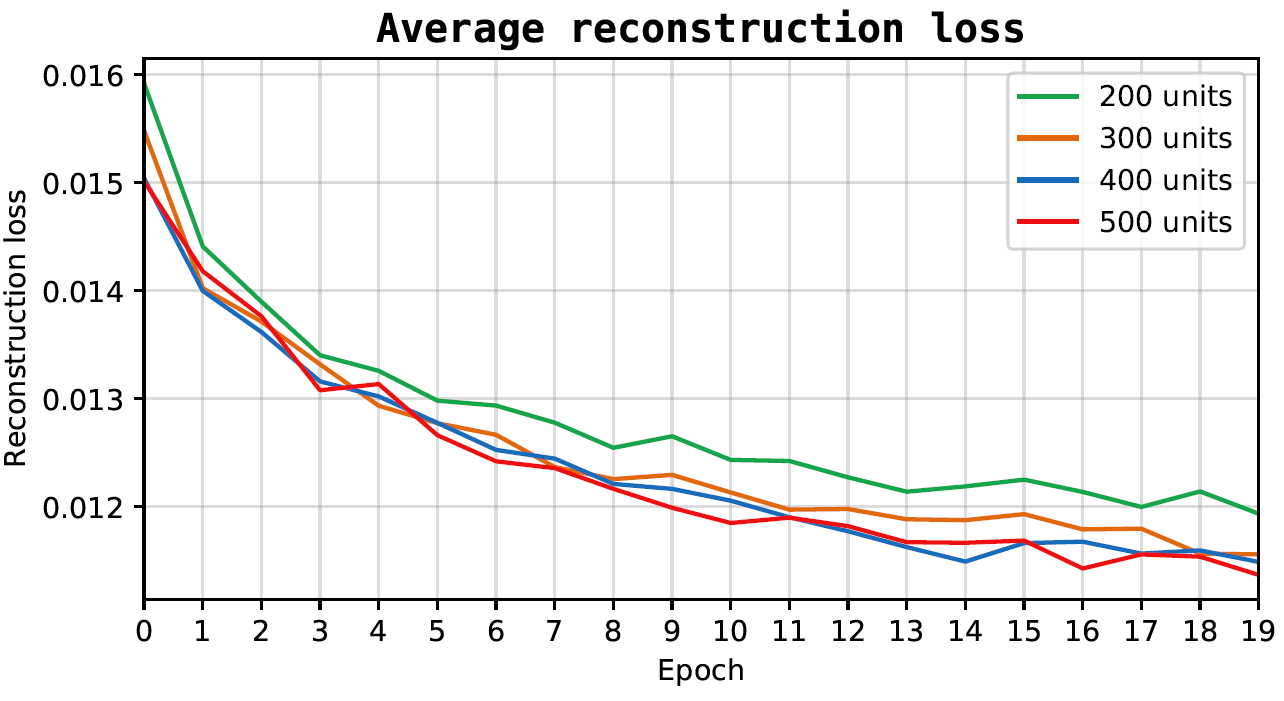 Average reconstruction loss
0.016
0.015
0.014
0.013
0.012
Reconstruction loss
200 units
300 units
400 units
500 units
0 1 2 3 4 5 6 7 8 9 10 11 12 13 14 15 16 17 18 19
Epoch